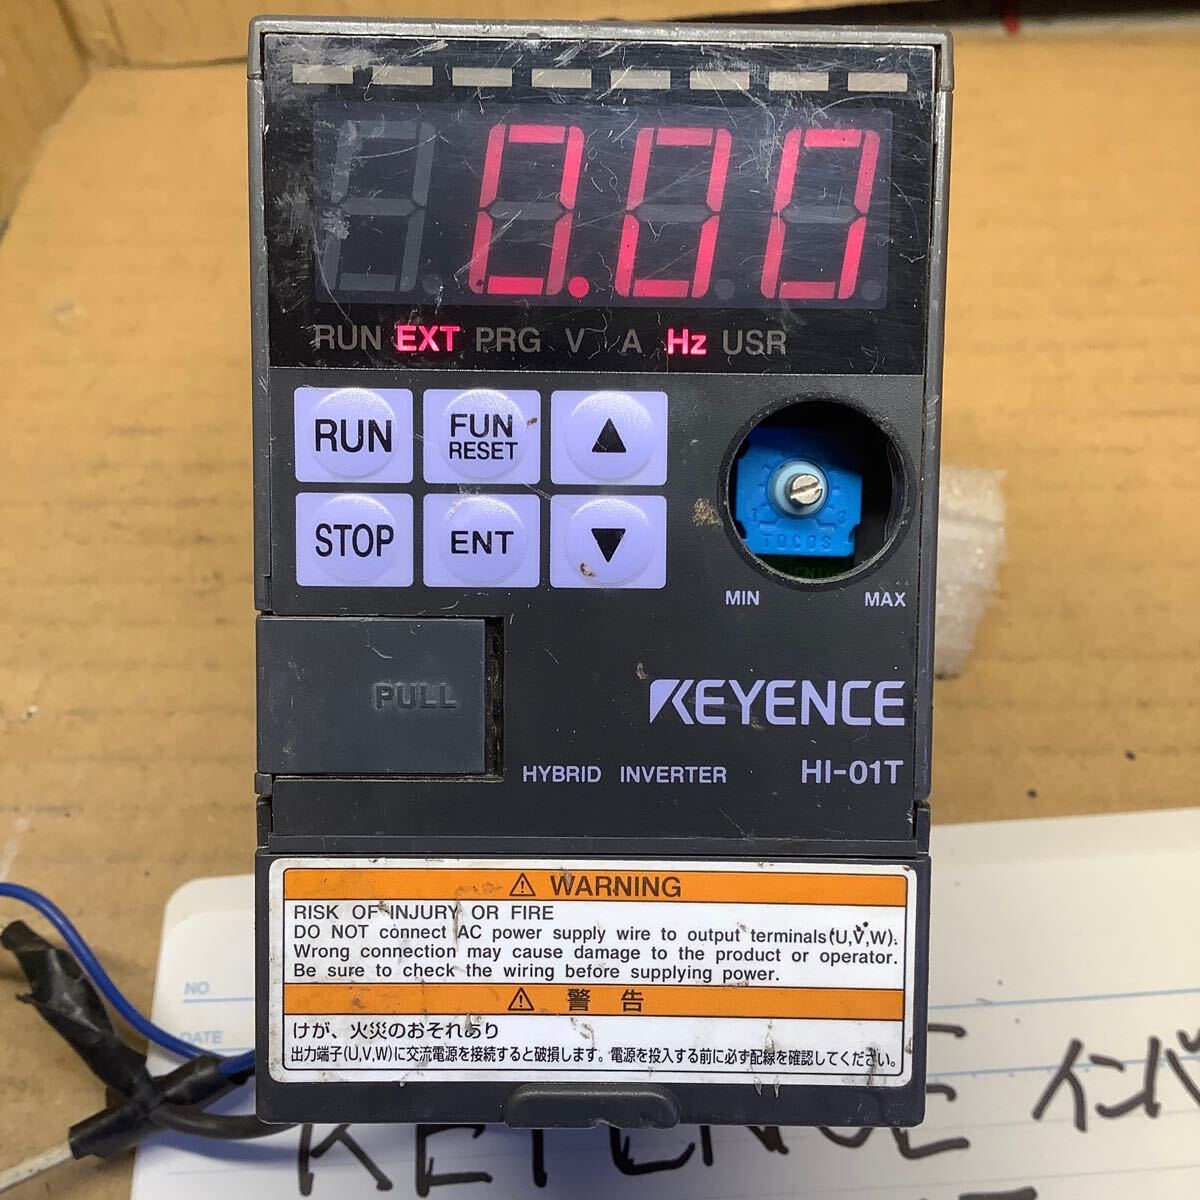 0.00
RUN EXT PRG V A Hz USR
RUN FUN RESET ▲
STOP ENT ▼
TOCOS
MIN MAX
PULL
KEYENCE
HYBRID INVERTER HI-01T
⚠ WARNING
RISK OF INJURY OR FIRE
DO NOT connect AC power supply wire to output terminals(U,V,W).
Wrong connection may cause damage to the product or operator.
Be sure to check the wiring before supplying power.
⚠ 警告
けが、火災のおそれあり
出力端子(U,V,W)に交流電源を接続すると破損します。電源を投入する前に必ず配線を確認してください。
NO.
DATE
KEYENCE インバ